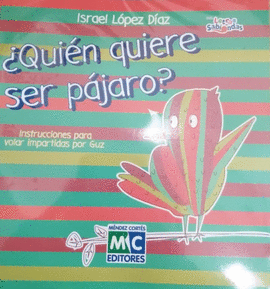 Israel López Díaz
¿Quién quiere
ser pájaro?
Instrucciones para
volar impartidas por Guz
MÉNDEZ CORTÉS
MC
EDITORES